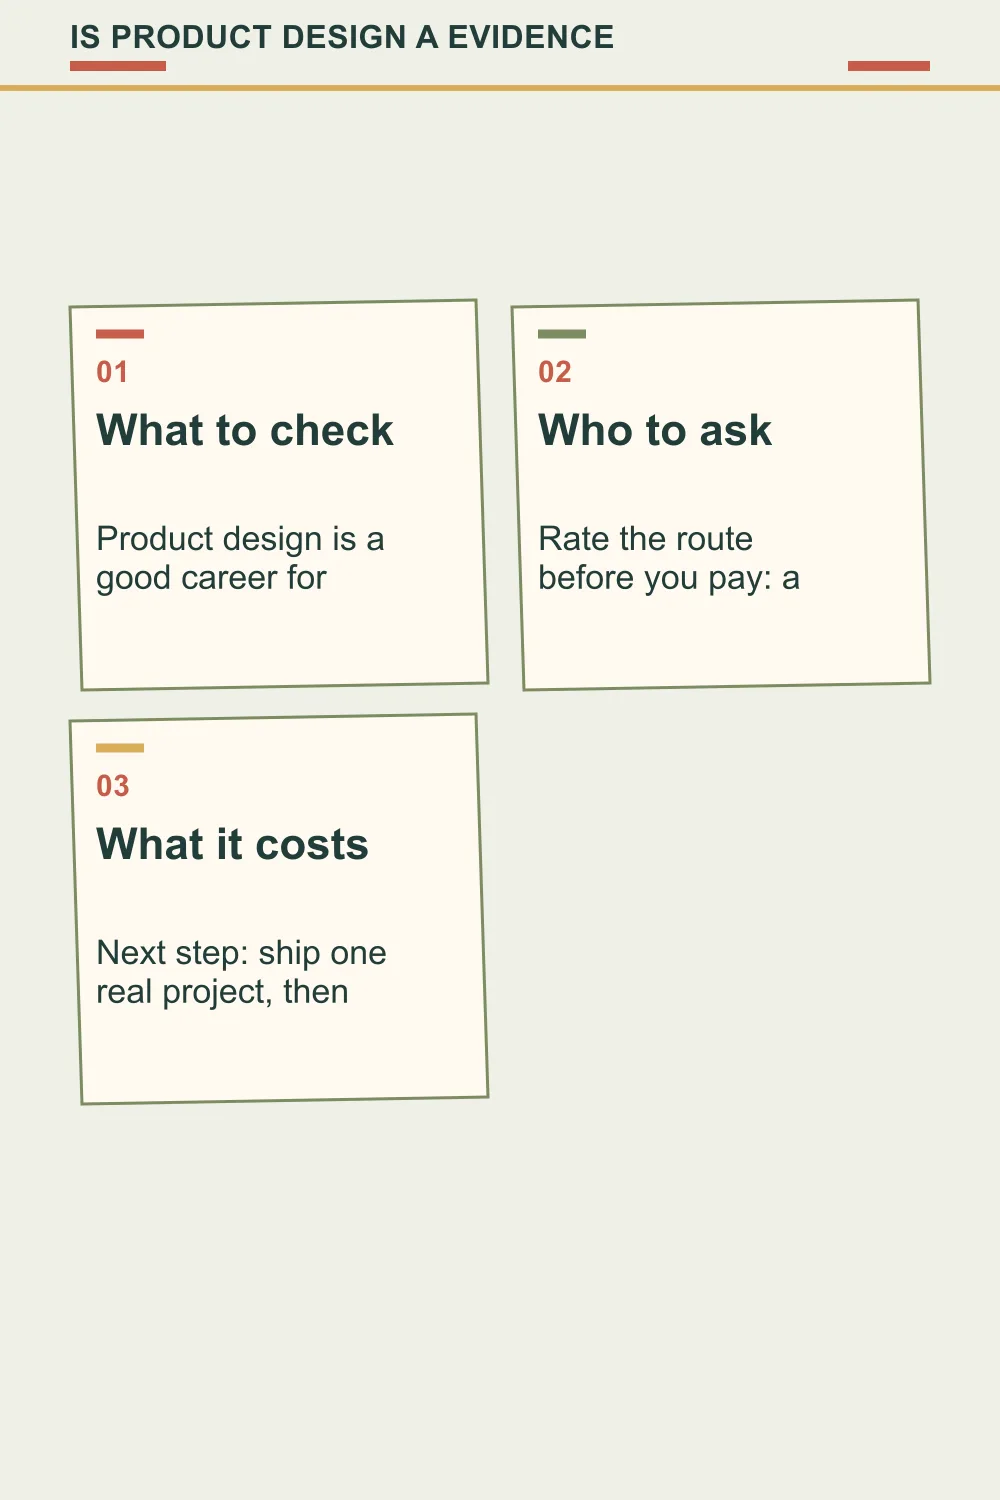 IS PRODUCT DESIGN A EVIDENCE
01
What to check
Product design is a
good career for
02
Who to ask
Rate the route
before you pay: a
03
What it costs
Next step: ship one
real project, then